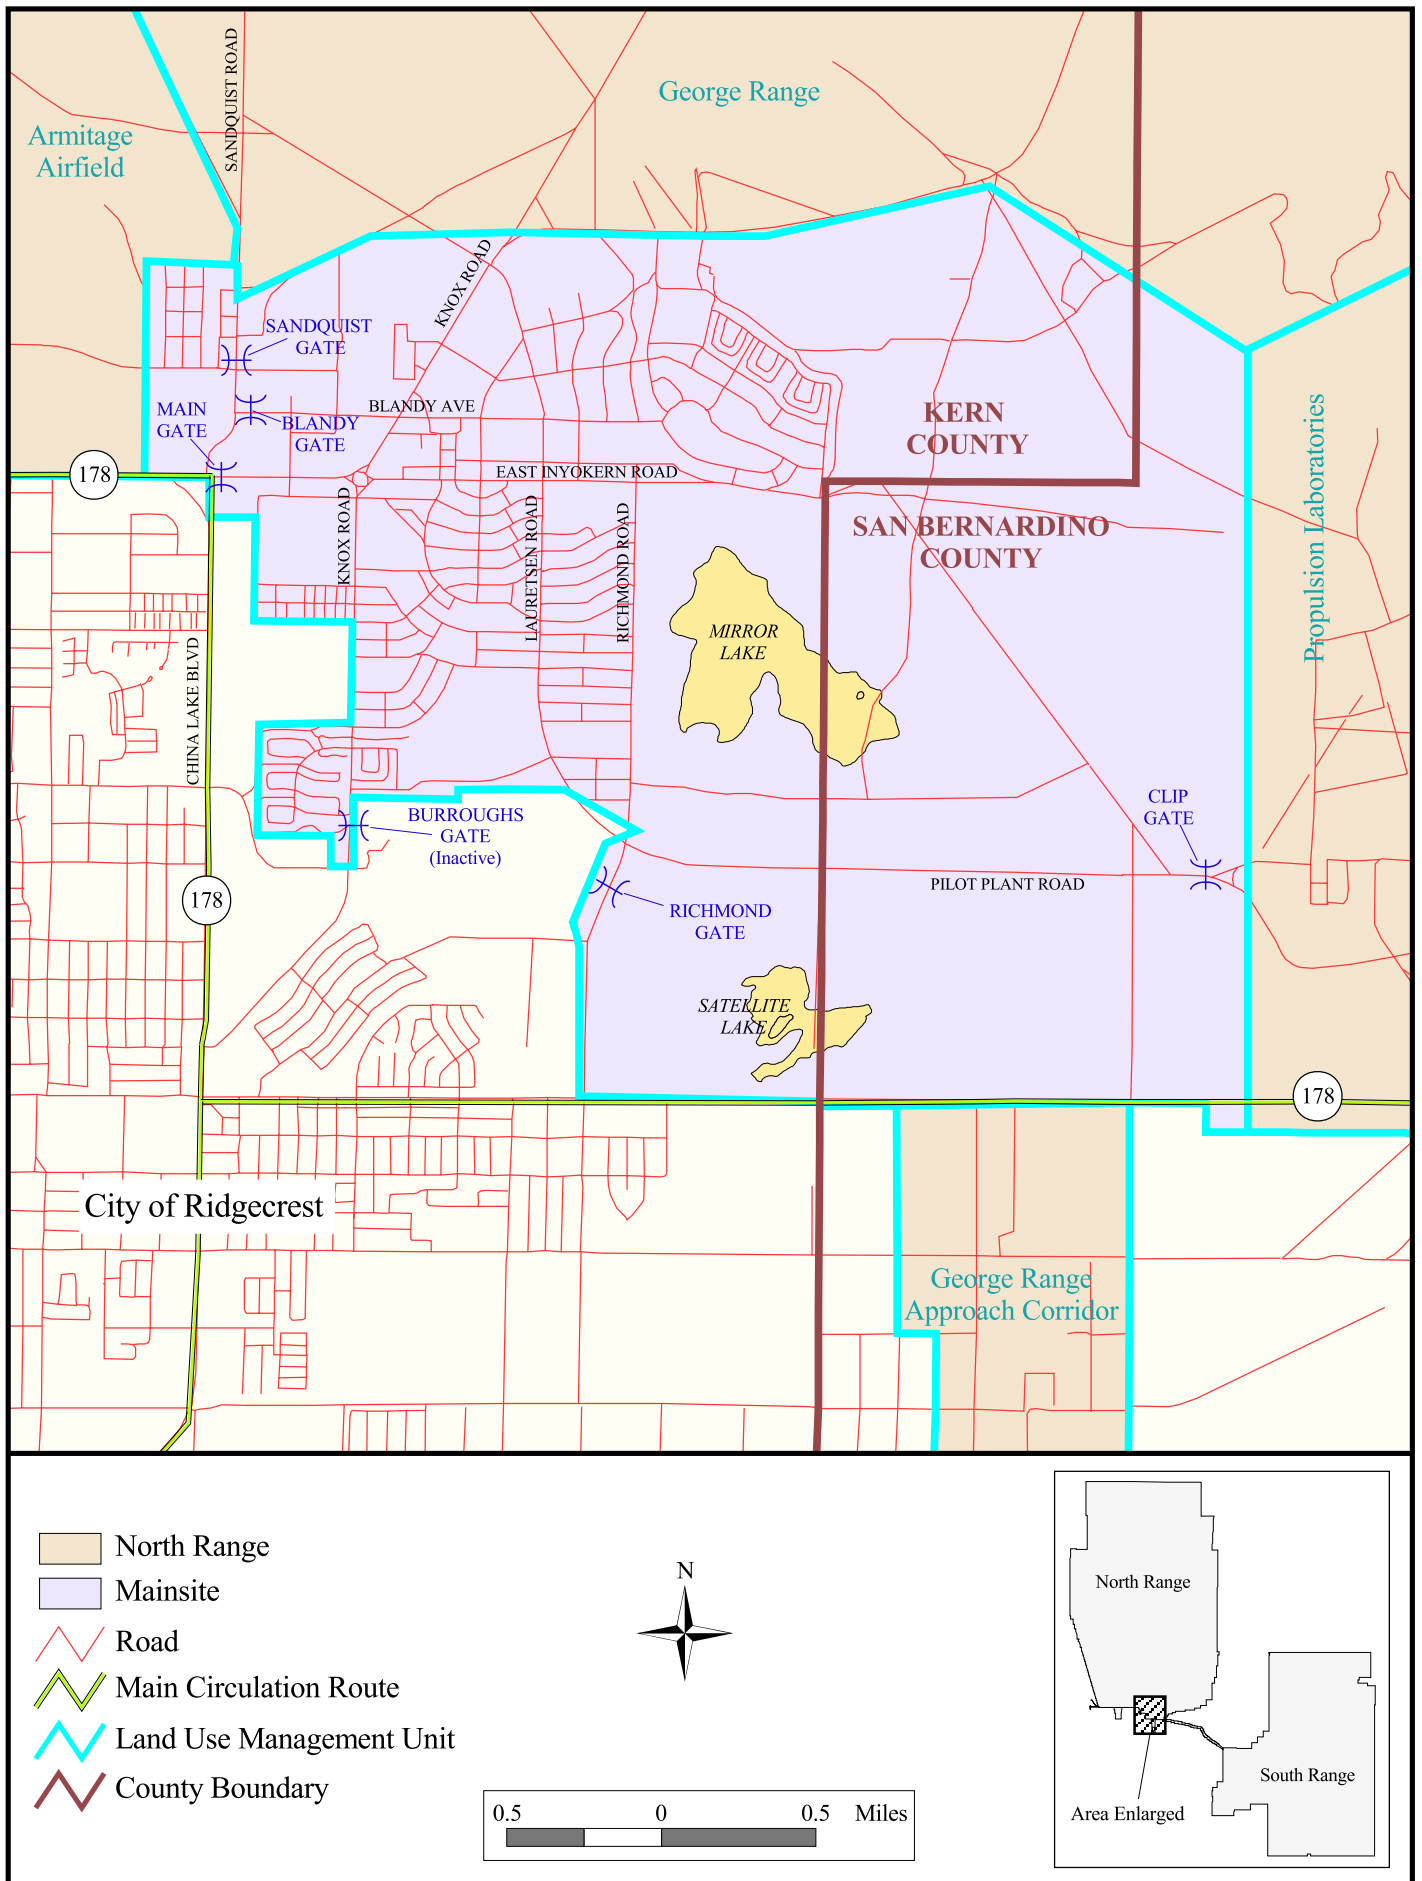 SANDQUIST ROAD
George Range
Armitage
Airfield
KNOX ROAD
SANDQUIST
GATE
MAIN
GATE
BLANDY AVE
BLANDY
GATE
KERN
COUNTY
178
EAST INYOKERN ROAD
KNOX ROAD
LAURETSEN ROAD
RICHMOND ROAD
SAN BERNARDINO
COUNTY
Propulsion Laboratories
MIRROR
LAKE
CHINA LAKE BLVD
BURROUGHS
GATE
(Inactive)
CLIP
GATE
178
PILOT PLANT ROAD
RICHMOND
GATE
SATELLITE
LAKE
178
City of Ridgecrest
George Range
Approach Corridor
North Range
Mainsite
Road
Main Circulation Route
Land Use Management Unit
County Boundary
N
0.5 0 0.5 Miles
North Range
South Range
Area Enlarged